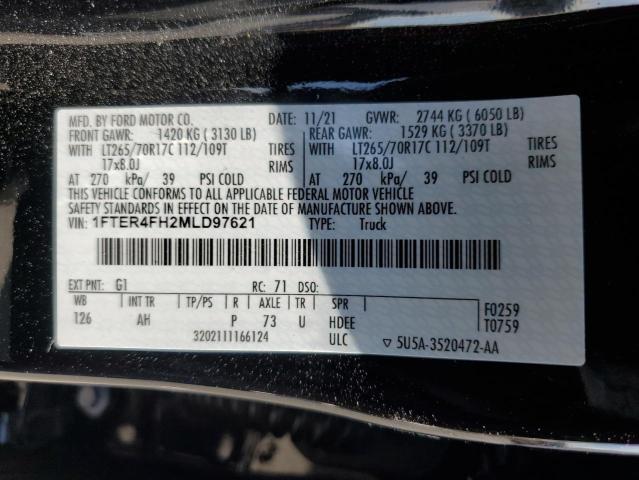 MFD. BY FORD MOTOR CO. DATE: 11/21 GVWR: 2744 KG ( 6050 LB)
FRONT GAWR: 1420 KG ( 3130 LB) REAR GAWR: 1529 KG ( 3370 LB)
WITH LT265/70R17C 112/109T TIRES WITH LT265/70R17C 112/109T TIRES
17x8.0J RIMS 17x8.0J RIMS
AT 270 kPa/ 39 PSI COLD AT 270 kPa/ 39 PSI COLD
THIS VEHICLE CONFORMS TO ALL APPLICABLE FEDERAL MOTOR VEHICLE
SAFETY STANDARDS IN EFFECT ON THE DATE OF MANUFACTURE SHOWN ABOVE.
VIN: 1FTER4FH2MLD97621 TYPE: Truck
EXT PNT: G1 RC: 71 DSO:
WB INT TR TP/PS R AXLE TR SPR F0259
126 AH P 73 U HDEE T0759
3202111166124 ULC ▽ 5U5A-3520472-AA